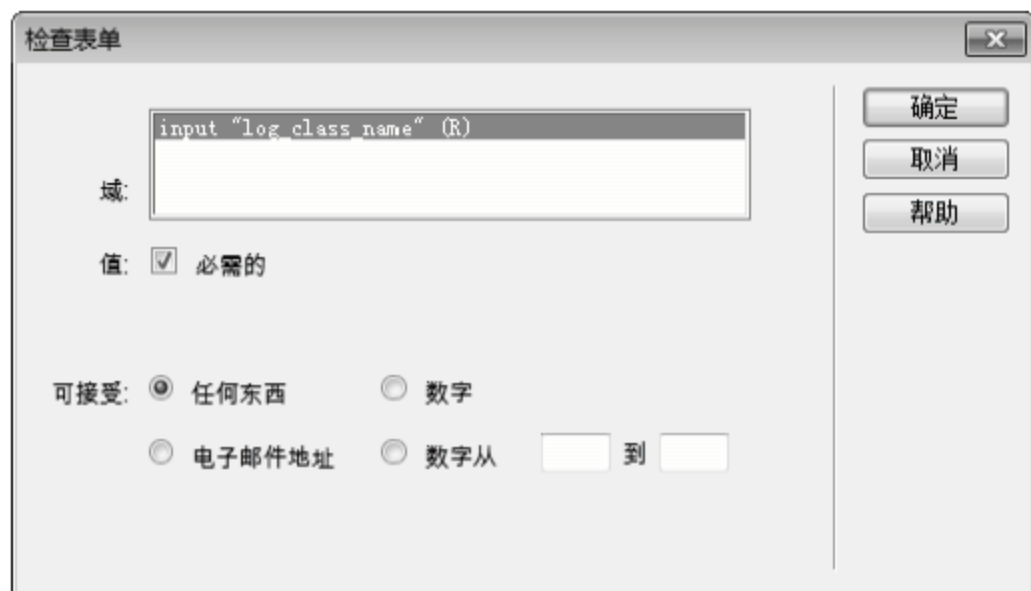 检查表单
input "log_class_name" (R)
域:
值: 必需的
可接受: 任何东西 数字
电子邮件地址 数字从 到
确定
取消
帮助